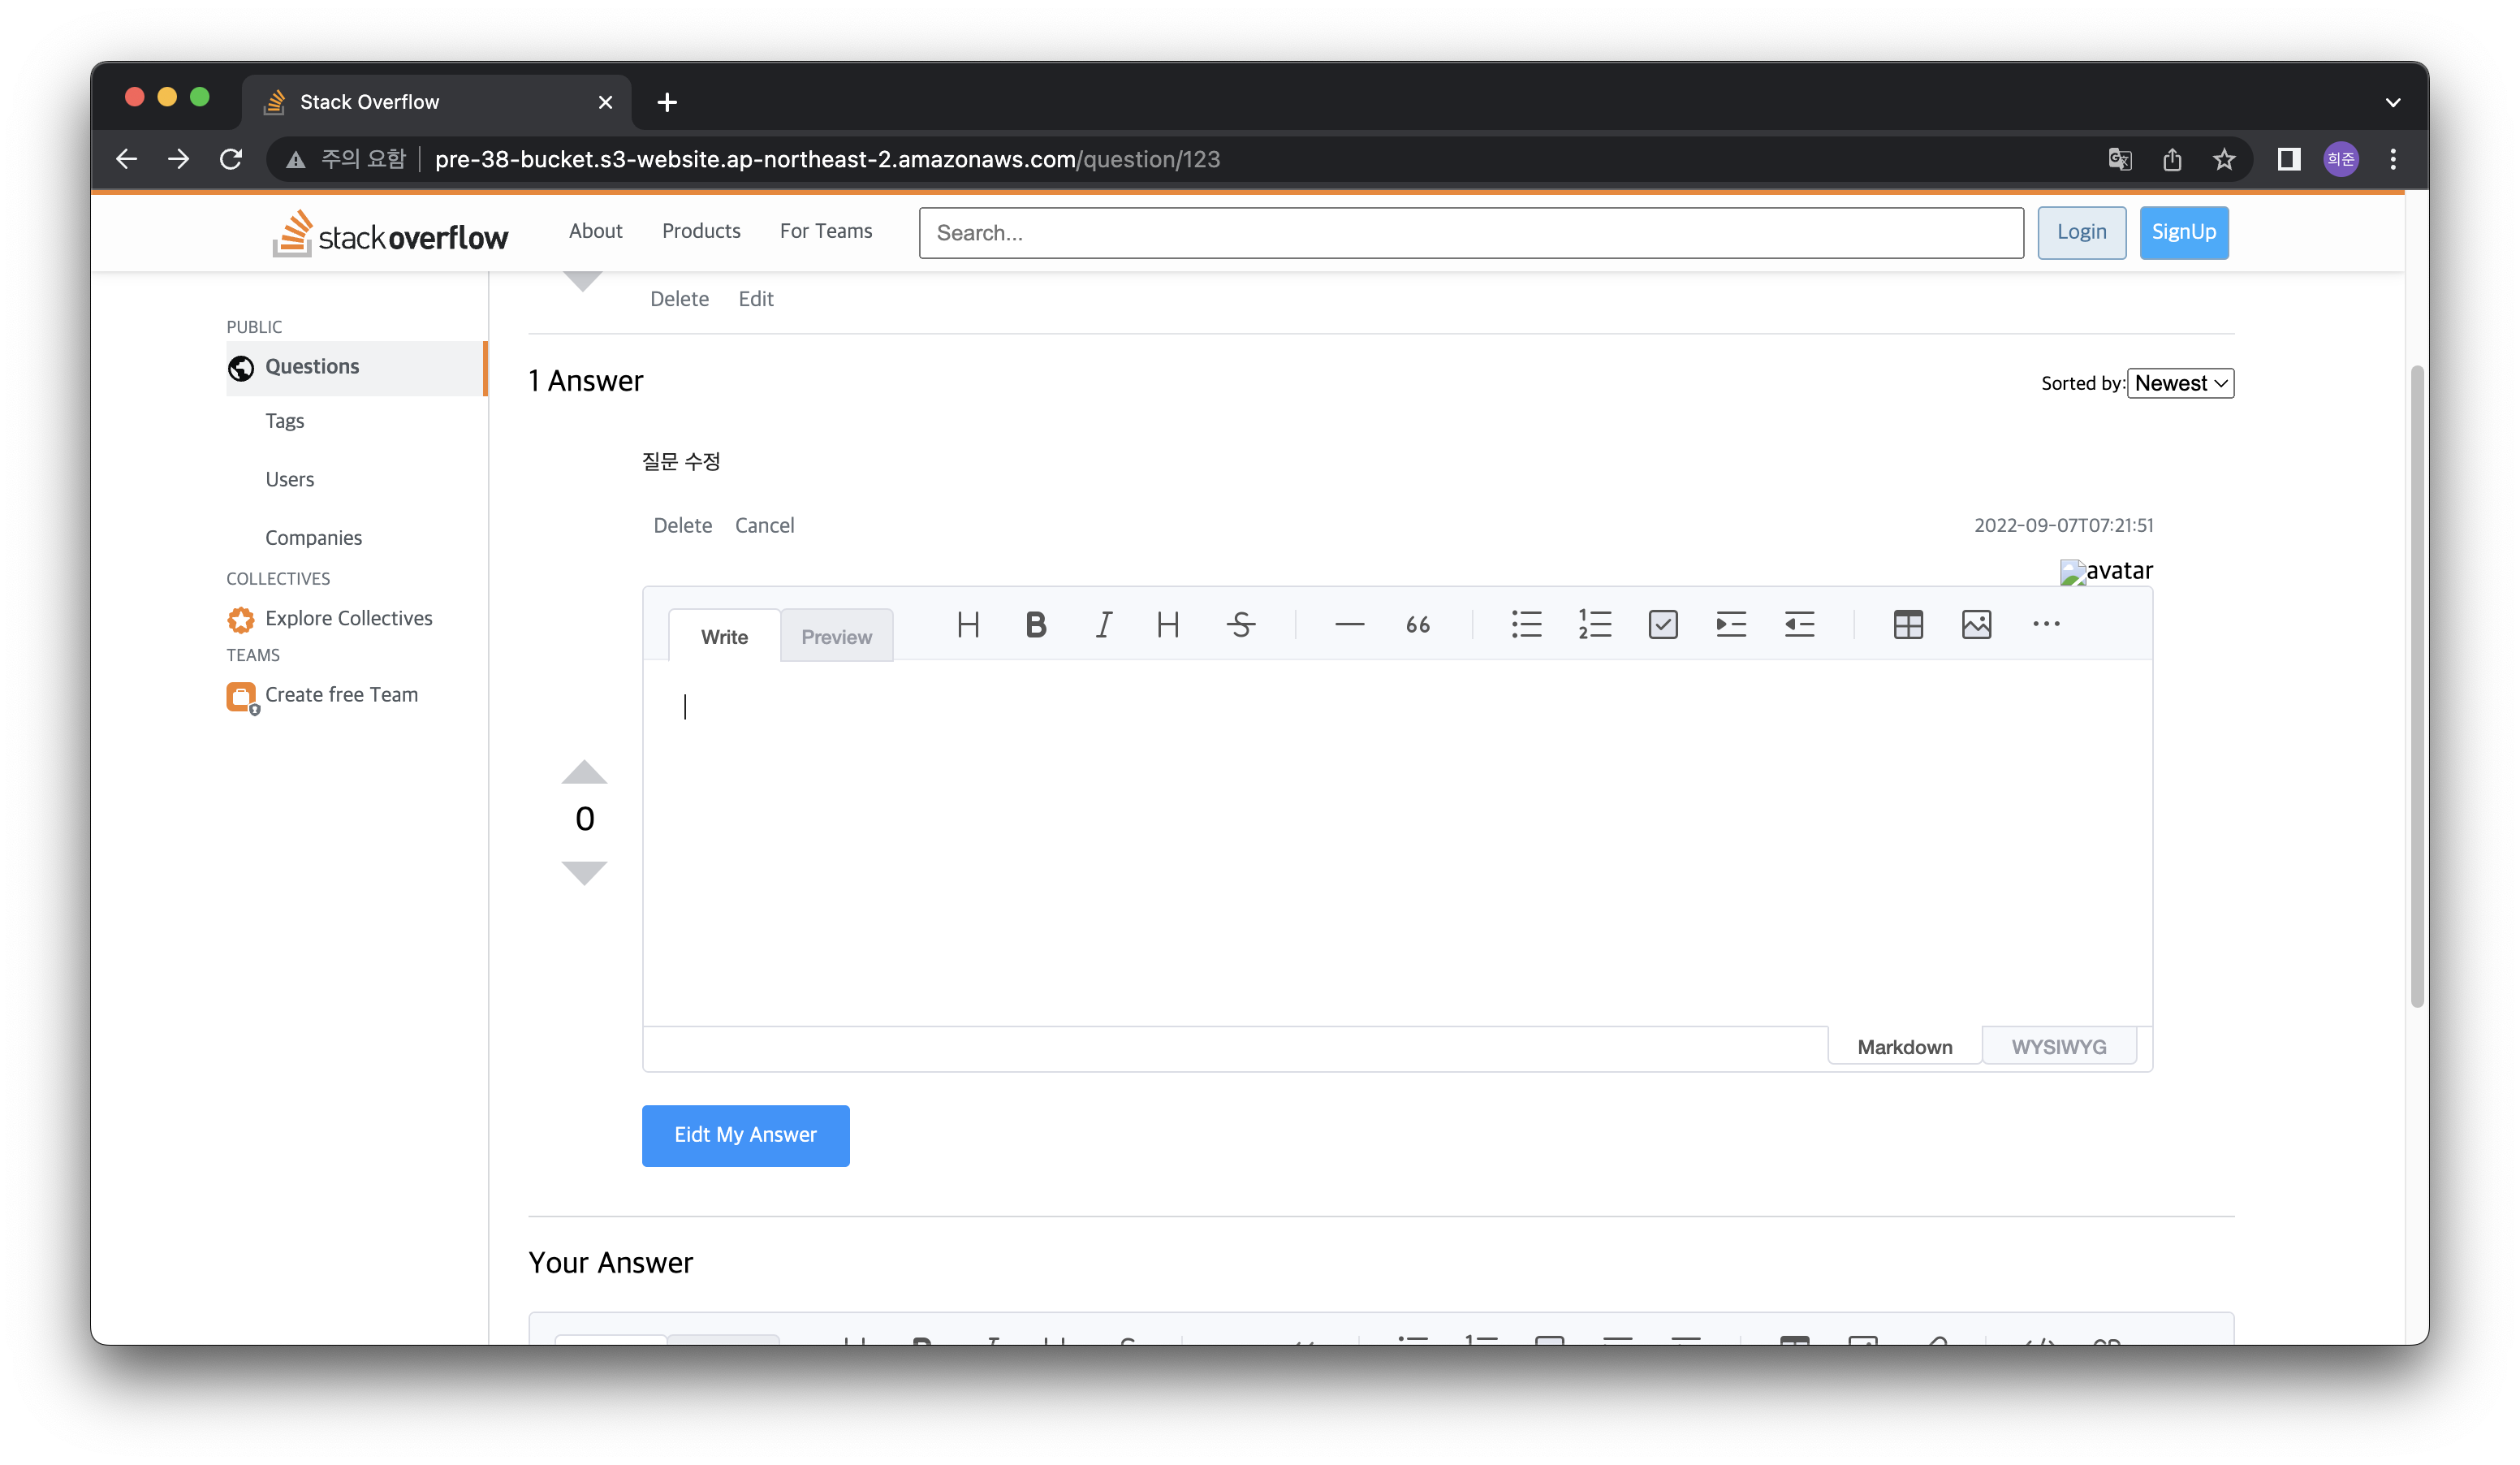 Stack Overflow
주의 요함 pre-38-bucket.s3-website.ap-northeast-2.amazonaws.com/question/123
희준
stackoverflow About Products For Teams Search... Login SignUp
Delete Edit
PUBLIC
Questions
Tags
Users
Companies
COLLECTIVES
Explore Collectives
TEAMS
Create free Team
1 Answer
Sorted by: Newest
질문 수정
Delete Cancel
2022-09-07T07:21:51
avatar
Write Preview
Markdown WYSIWYG
0
Eidt My Answer
Your Answer